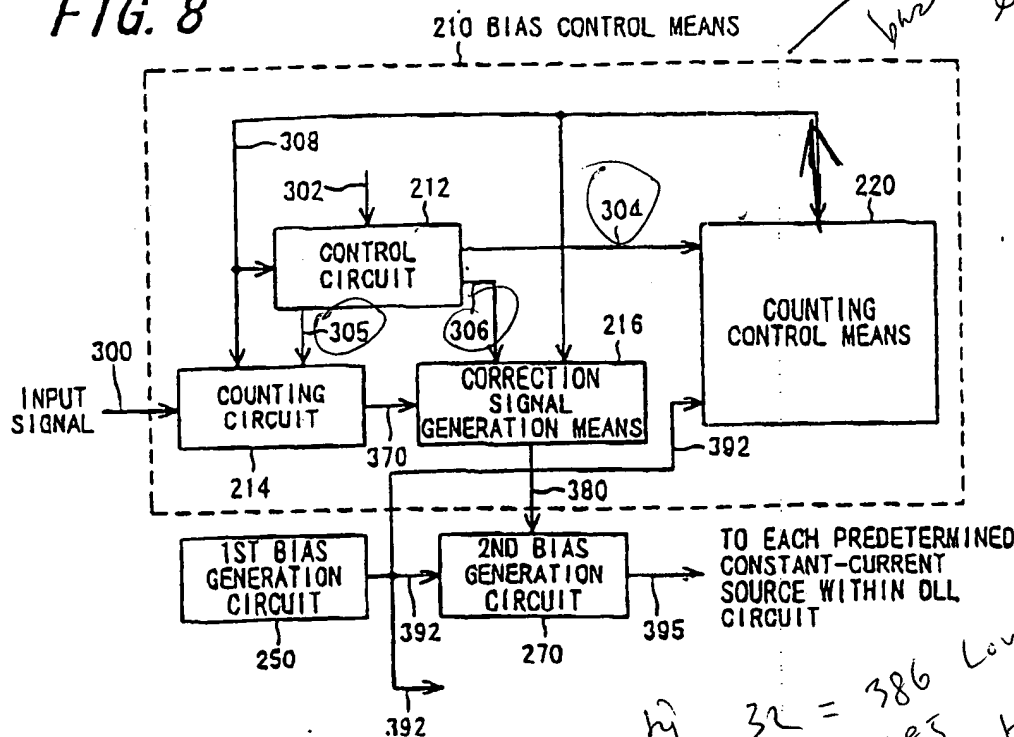 FIG. 8
210 BIAS CONTROL MEANS
308
302
212
304
220
CONTROL
CIRCUIT
COUNTING
CONTROL MEANS
305
306
216
300
INPUT
SIGNAL
COUNTING
CIRCUIT
CORRECTION
SIGNAL
GENERATION MEANS
370
392
214
380
1ST BIAS
GENERATION
CIRCUIT
2ND BIAS
GENERATION
CIRCUIT
TO EACH PREDETERMINED
CONSTANT-CURRENT
SOURCE WITHIN DLL
CIRCUIT
392
395
250
270
392
32 = 386